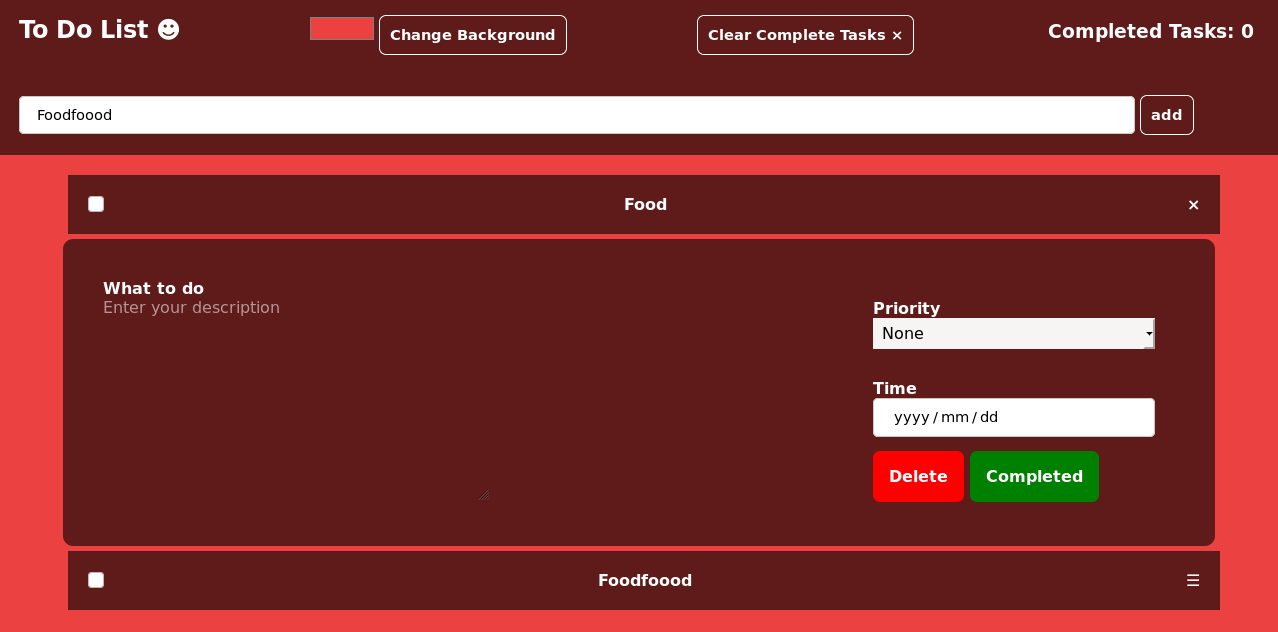 To Do List ☻
Change Background
Clear Complete Tasks ×
Completed Tasks: 0
Foodfoood
add
Food ×
What to do
Enter your description
Priority
None
Time
yyyy / mm / dd
Delete
Completed
Foodfoood ☰